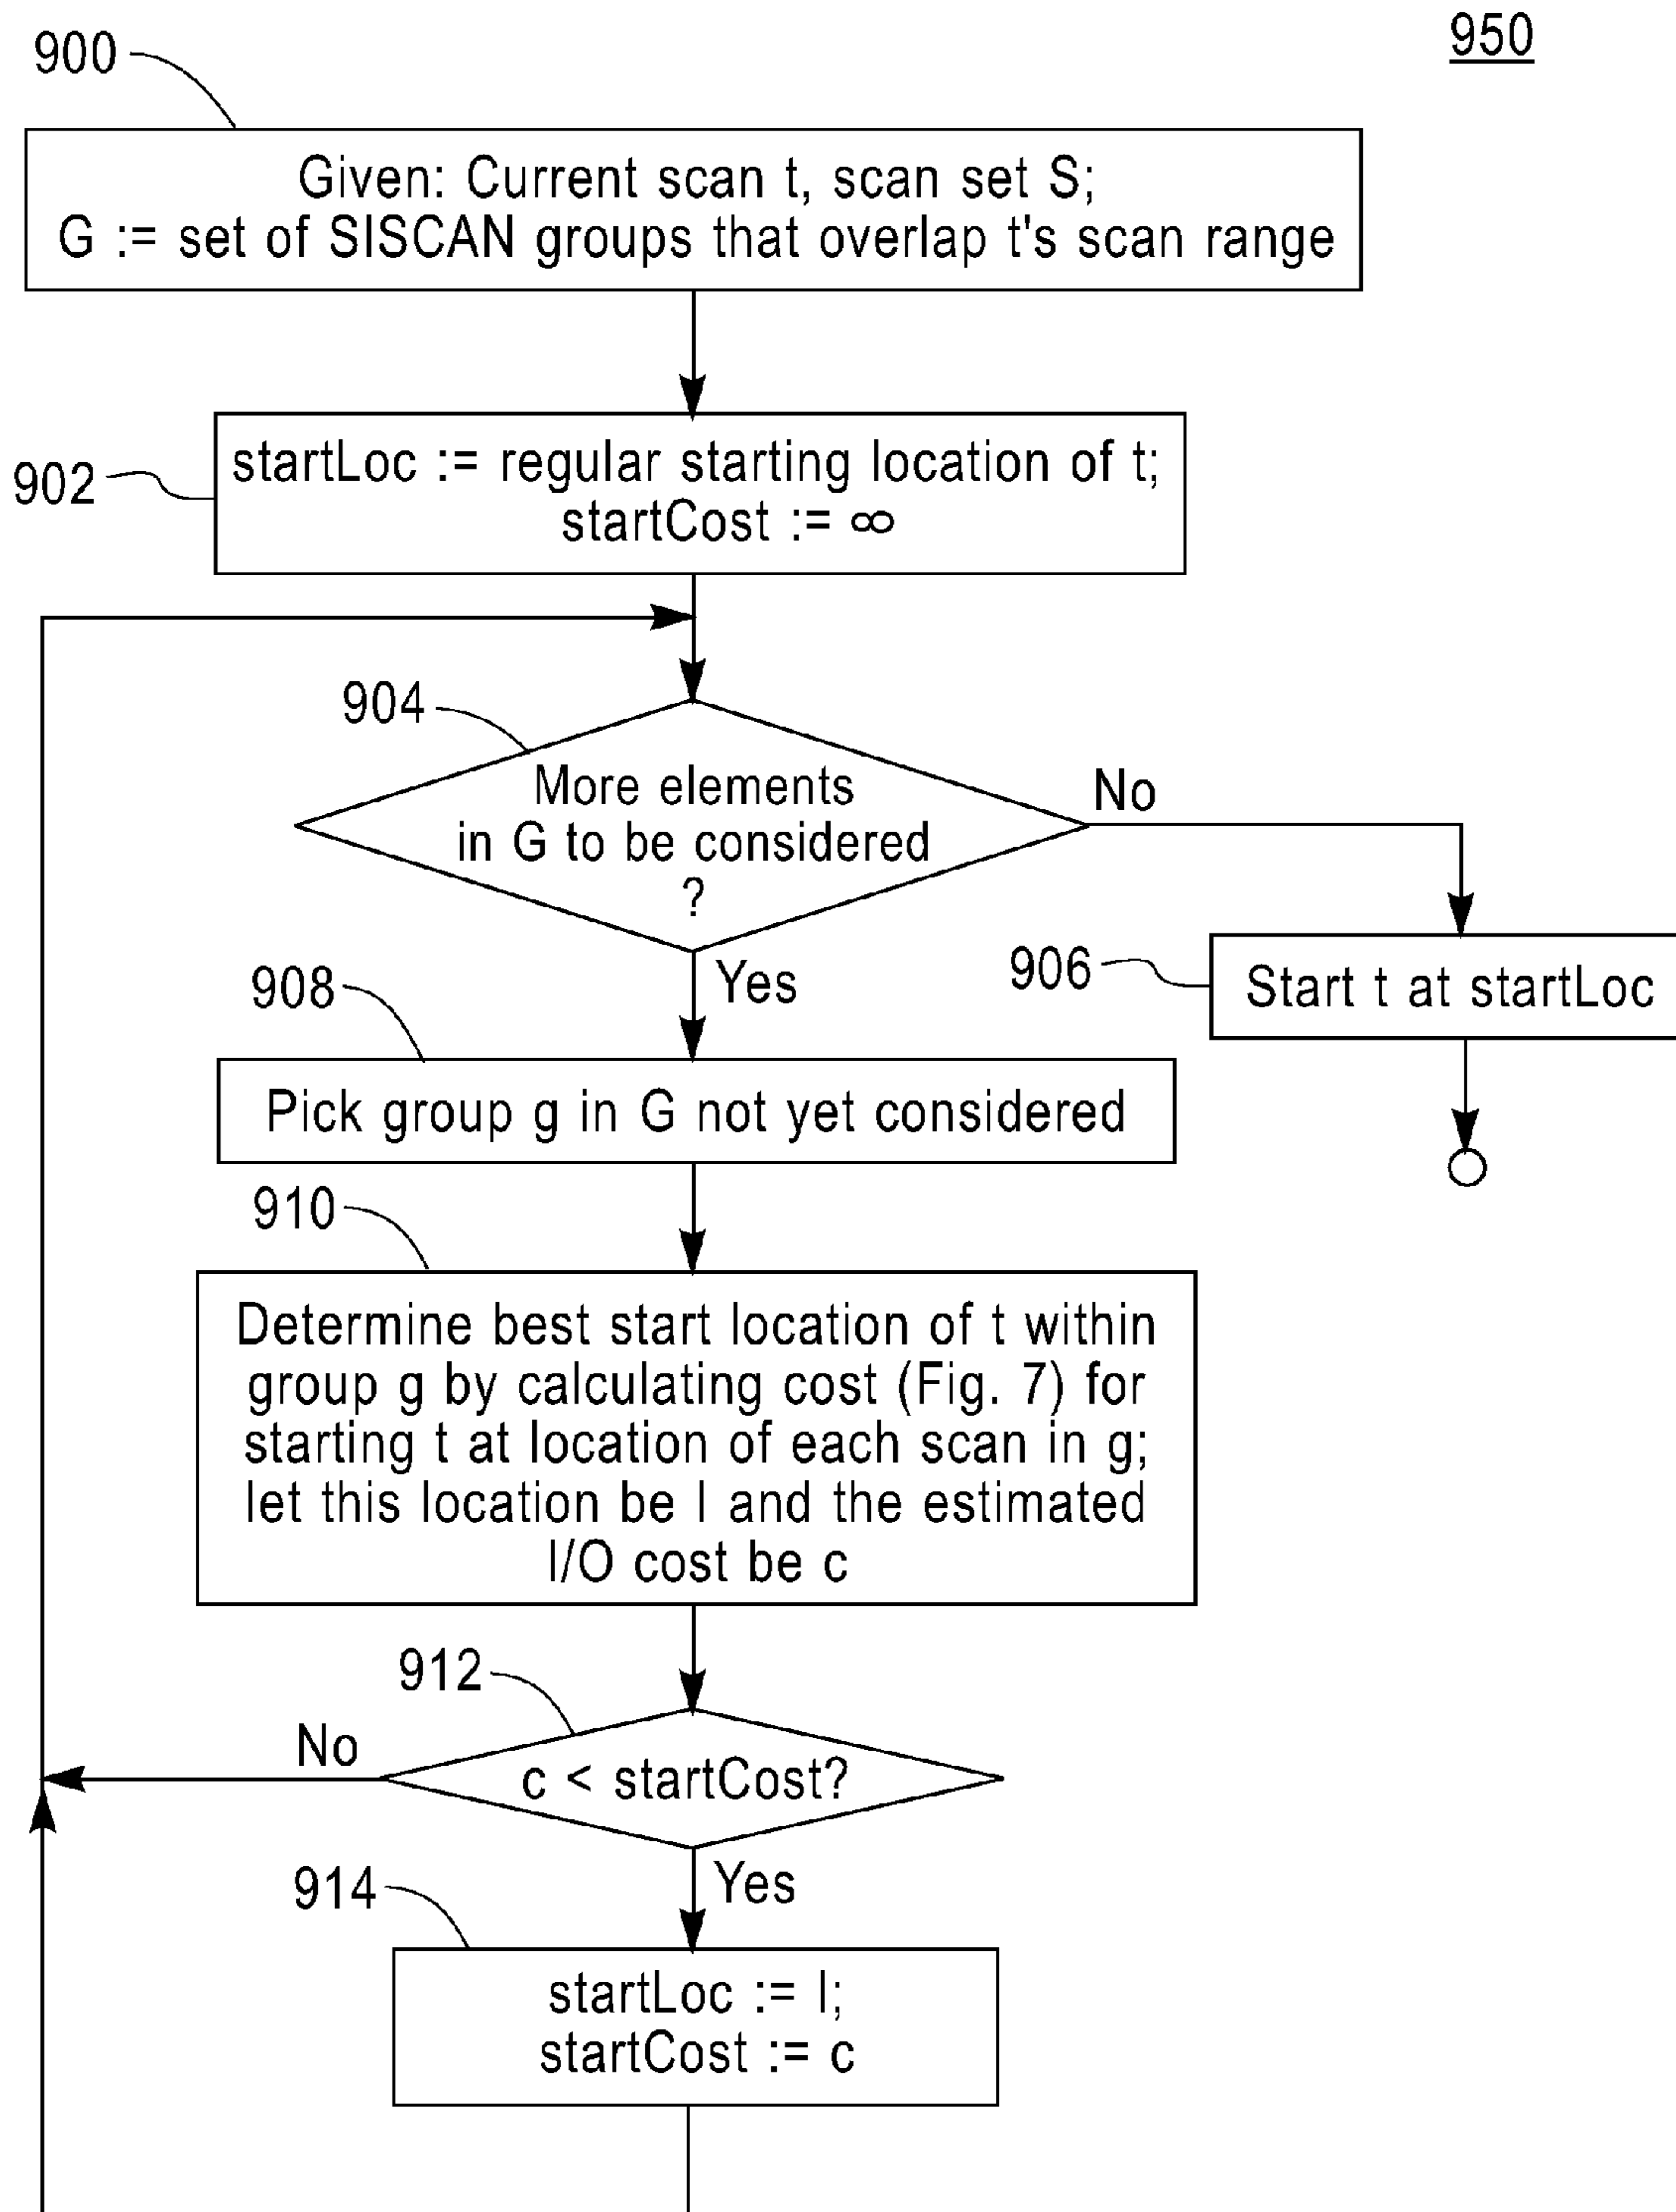 950
900
Given: Current scan t, scan set S;
G := set of SISCAN groups that overlap t's scan range
902
startLoc := regular starting location of t;
startCost := ∞
904
More elements
in G to be considered
?
No
Yes
906
Start t at startLoc
908
Pick group g in G not yet considered
910
Determine best start location of t within
group g by calculating cost (Fig. 7) for
starting t at location of each scan in g;
let this location be l and the estimated
I/O cost be c
912
No
c < startCost?
Yes
914
startLoc := l;
startCost := c